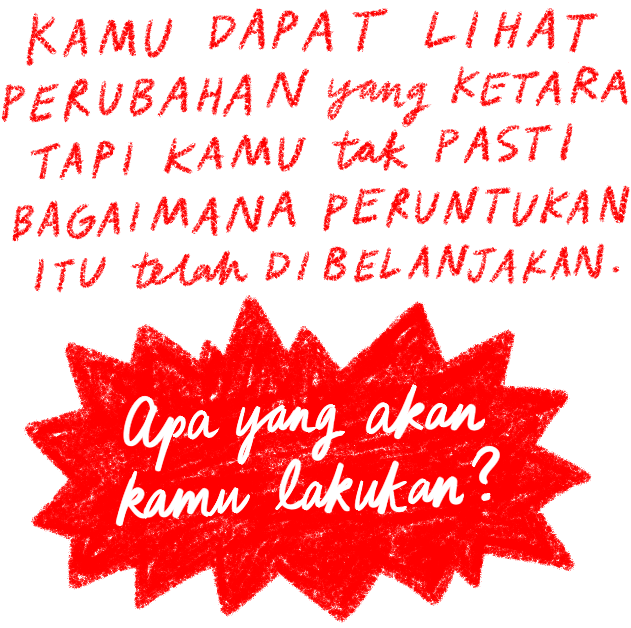 KAMU DAPAT LIHAT
PERUBAHAN yang KETARA
TAPI KAMU tak PASTI
BAGAIMANA PERUNTUKAN
ITU telah DIBELANJAKAN.
Apa yang akan
kamu lakukan?